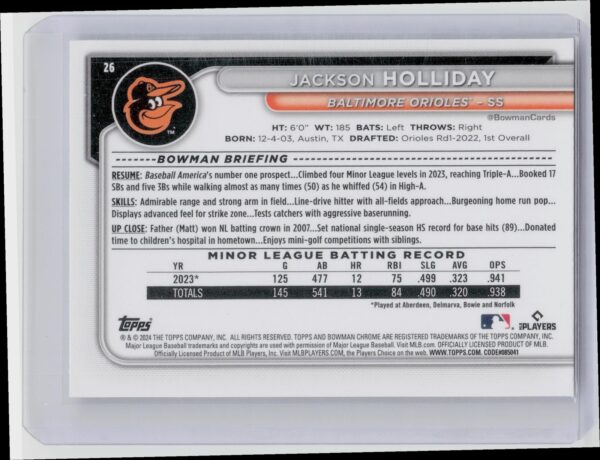 26
JACKSON HOLLIDAY
BALTIMORE ORIOLES® – SS
@BowmanCards
HT: 6'0" WT: 185 BATS: Left THROWS: Right
BORN: 12-4-03, Austin, TX DRAFTED: Orioles Rd1-2022, 1st Overall
BOWMAN BRIEFING
RESUME: Baseball America's number one prospect...Climbed four Minor League levels in 2023, reaching Triple-A...Booked 17
SBs and five 3Bs while walking almost as many times (50) as he whiffed (54) in High-A.
SKILLS: Admirable range and strong arm in field...Line-drive hitter with all-fields approach...Burgeoning home run pop...
Displays advanced feel for strike zone...Tests catchers with aggressive baserunning.
UP CLOSE: Father (Matt) won NL batting crown in 2007...Set national single-season HS record for base hits (89)...Donated
time to children's hospital in hometown...Enjoys mini-golf competitions with siblings.
MINOR LEAGUE BATTING RECORD
YR G AB HR RBI SLG AVG OPS
2023* 125 477 12 75 .499 .323 .941
TOTALS 145 541 13 84 .490 .320 .938
*Played at Aberdeen, Delmarva, Bowie and Norfolk
TM
Topps
PLAYERS
® & © 2024 THE TOPPS COMPANY, INC. ALL RIGHTS RESERVED. TOPPS AND BOWMAN CHROME ARE REGISTERED TRADEMARKS OF THE TOPPS COMPANY, INC.
Major League Baseball trademarks and copyrights are used with permission of Major League Baseball. Visit MLB.com. OFFICIALLY LICENSED PRODUCT OF MLB.
Officially Licensed Product of MLB Players, Inc. Visit MLBPLAYERS.COM, the Players Choice on the web. WWW.TOPPS.COM. CODE#985041